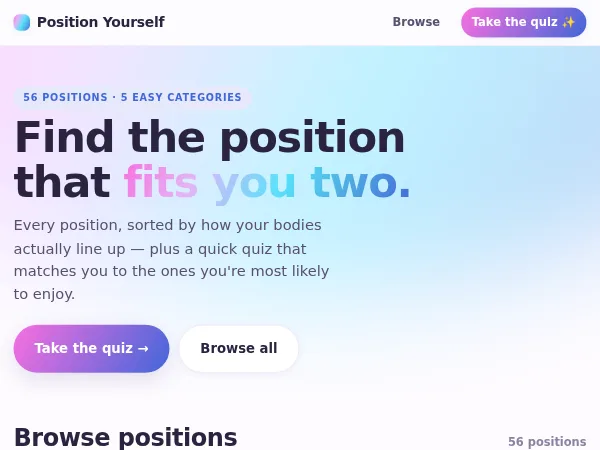 Position Yourself
Browse
Take the quiz ✨
56 POSITIONS · 5 EASY CATEGORIES
Find the position
that fits you two.
Every position, sorted by how your bodies
actually line up — plus a quick quiz that
matches you to the ones you're most likely
to enjoy.
Take the quiz →
Browse all
Browse positions
56 positions